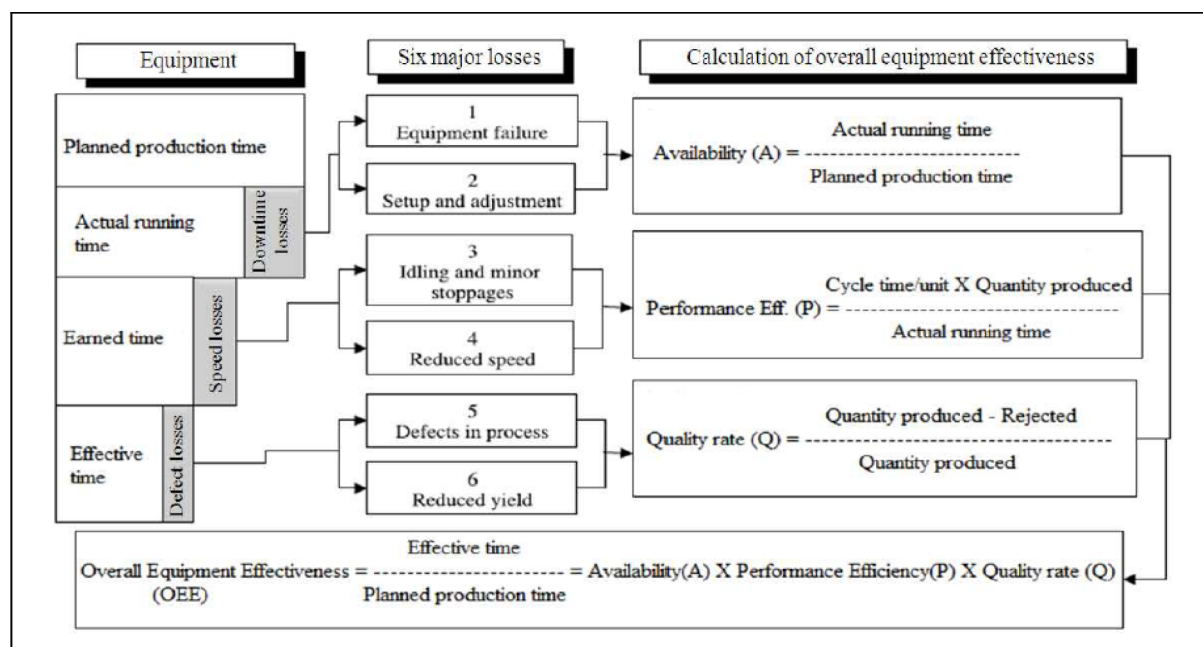 Equipment
Six major losses
Calculation of overall equipment effectiveness
Planned production time
Actual running
time
Downtime
losses
Earned time
Speed losses
Effective
time
Defect losses
1
Equipment failure
2
Setup and adjustment
3
Idling and minor
stoppages
4
Reduced speed
5
Defects in process
6
Reduced yield
Actual running time
Availability (A) = ----------------------
Planned production time
Cycle time/unit X Quantity produced
Performance Eff. (P) = --------------------------------
Actual running time
Quantity produced - Rejected
Quality rate (Q) = ---------------------------------
Quantity produced
Effective time
Overall Equipment Effectiveness = ------------------------ = Availability(A) X Performance Efficiency(P) X Quality rate (Q)
(OEE)
Planned production time